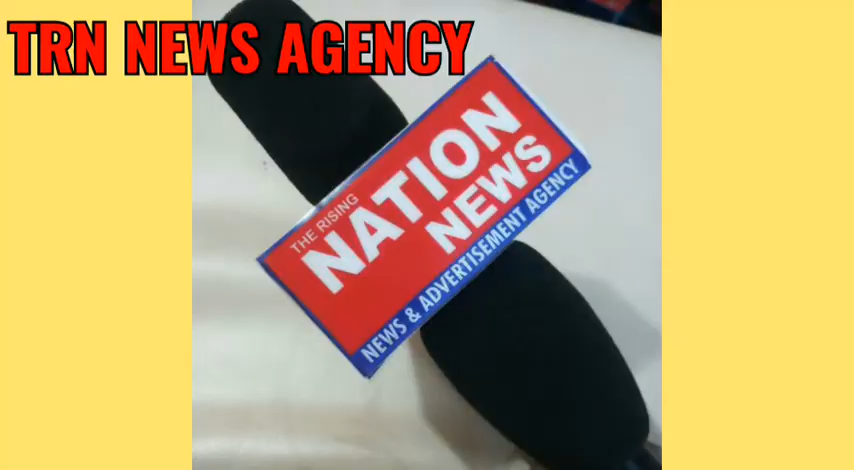 TRN NEWS AGENCY
THE RISING
NATION
NEWS
NEWS & ADVERTISEMENT AGENCY